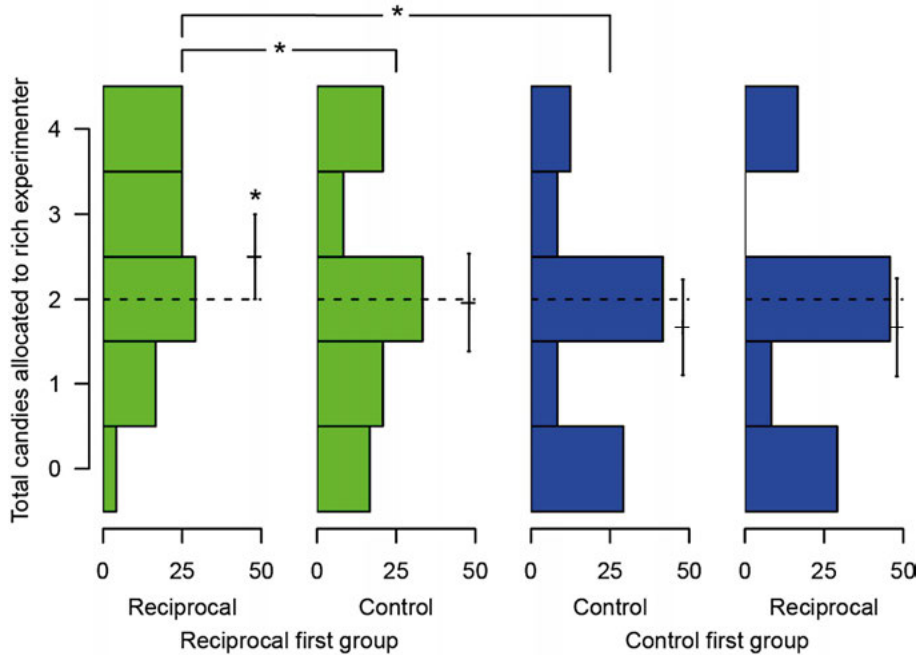 *
*
Total candies allocated to rich experimenter
4
3
2
1
0
*
0 25 50
0 25 50
0 25 50
0 25 50
Reciprocal
Control
Control
Reciprocal
Reciprocal first group
Control first group